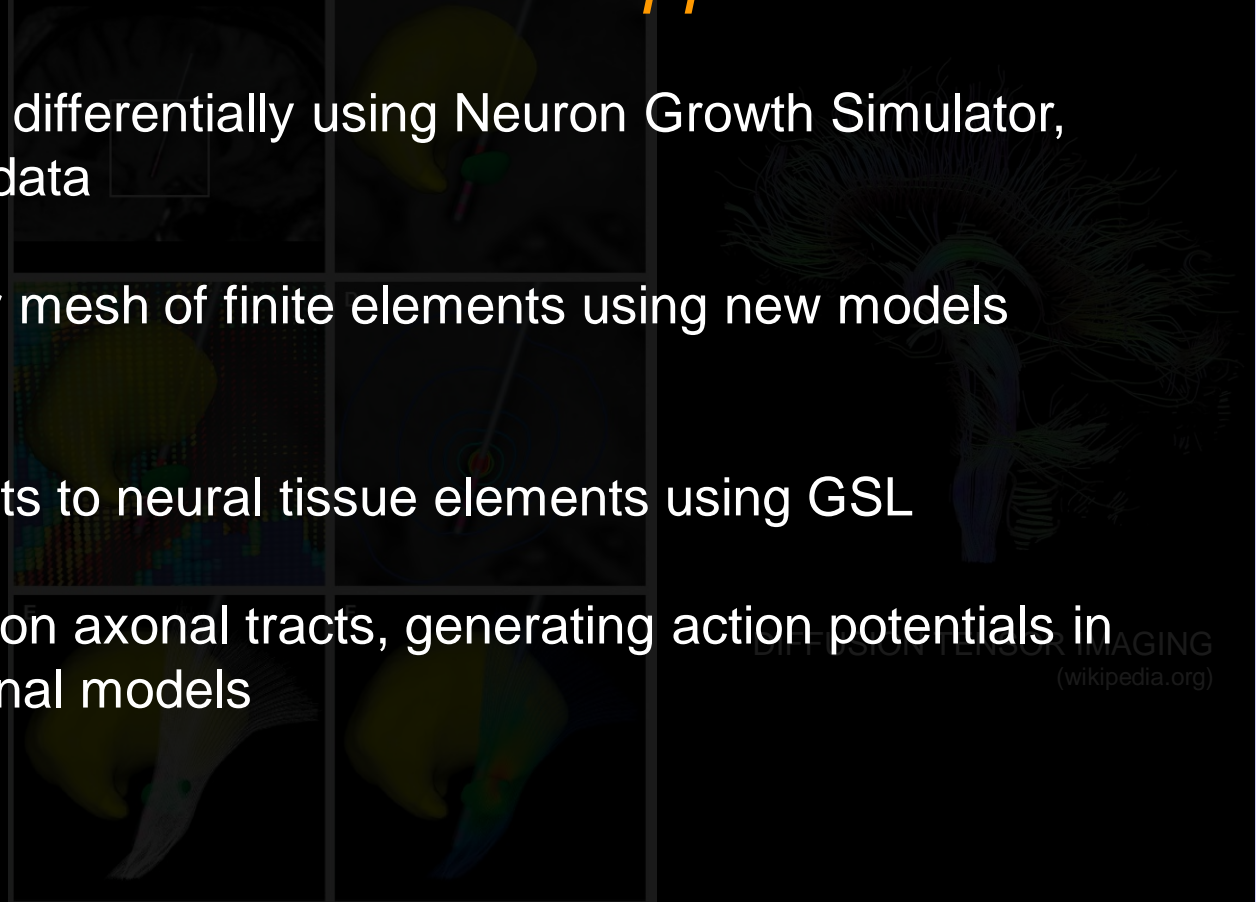 differentially using Neuron Growth Simulator,
data
mesh of finite elements using new models
ts to neural tissue elements using GSL
on axonal tracts, generating action potentials in
DIFFUSION TENSOR IMAGING
(wikipedia.org)
nal models